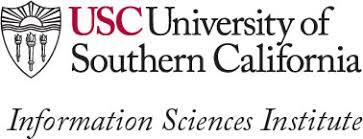 USC University of
Southern California
Information Sciences Institute